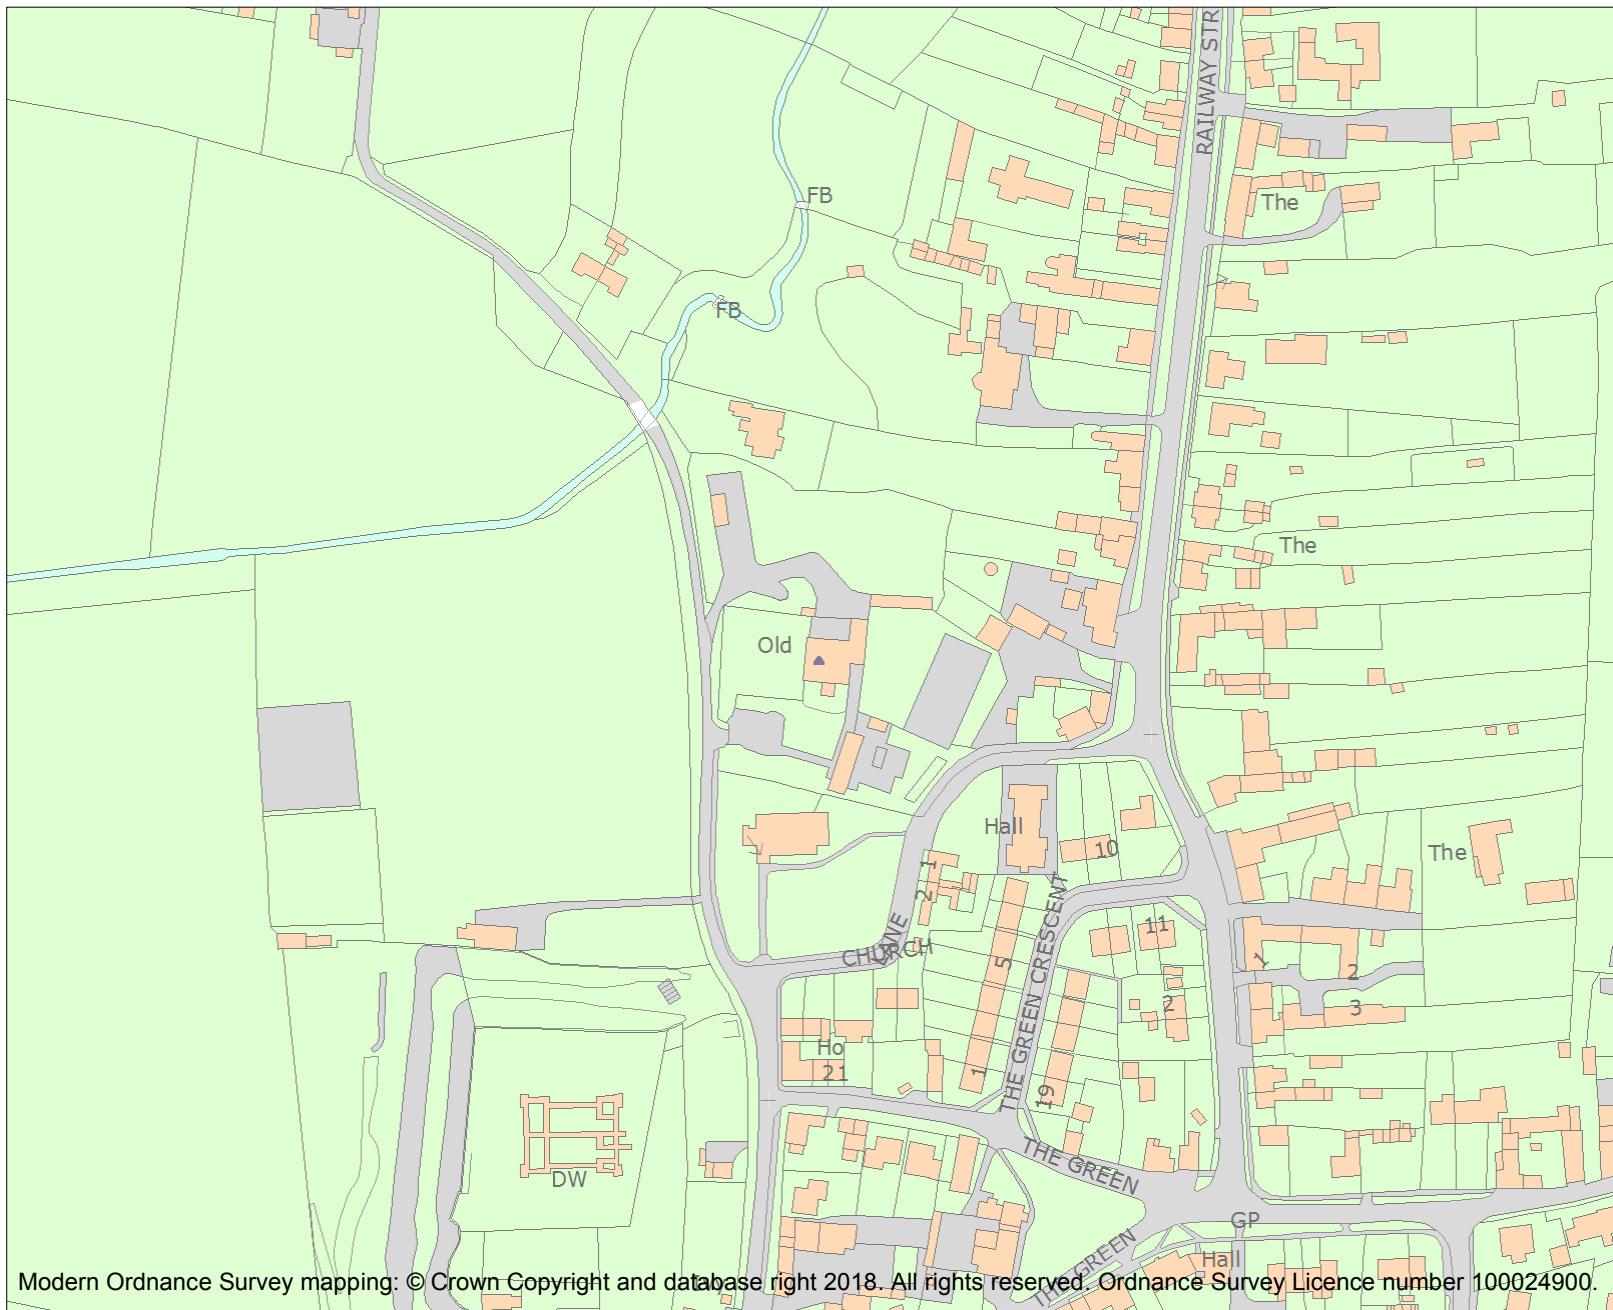 RAILWAY STR
FB
The
FB
The
Old
Hall
10
The
1
2
CHURCH
LANE
5
11
THE GREEN CRESCENT
1
2
2
3
Ho
21
1
19
THE GREEN
DW
GP
THE GREEN
Hall
Modern Ordnance Survey mapping: © Crown Copyright and database right 2018. All rights reserved. Ordnance Survey Licence number 100024900.